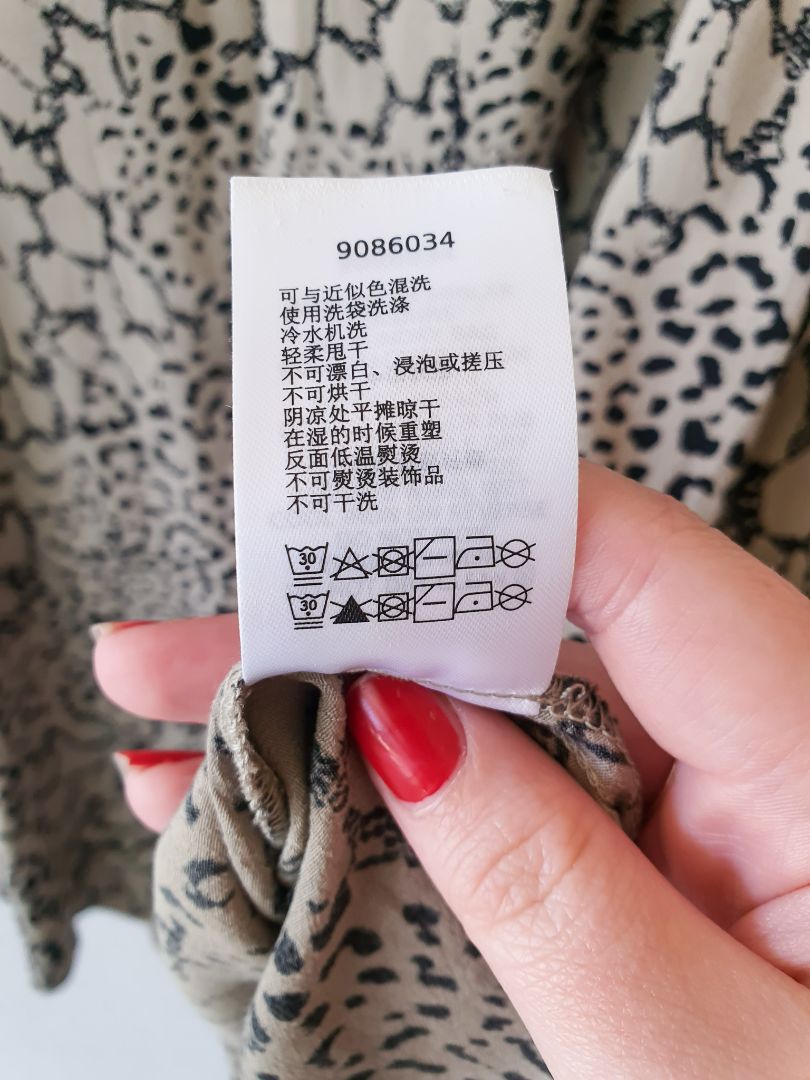 9086034
可与近似色混洗
使用洗袋洗涤
冷水机洗
轻柔甩干
不可漂白、浸泡或搓压
不可烘干
阴凉处平摊晾干
在湿的时候重塑
反面低温熨烫
不可熨烫装饰品
不可干洗
30
30